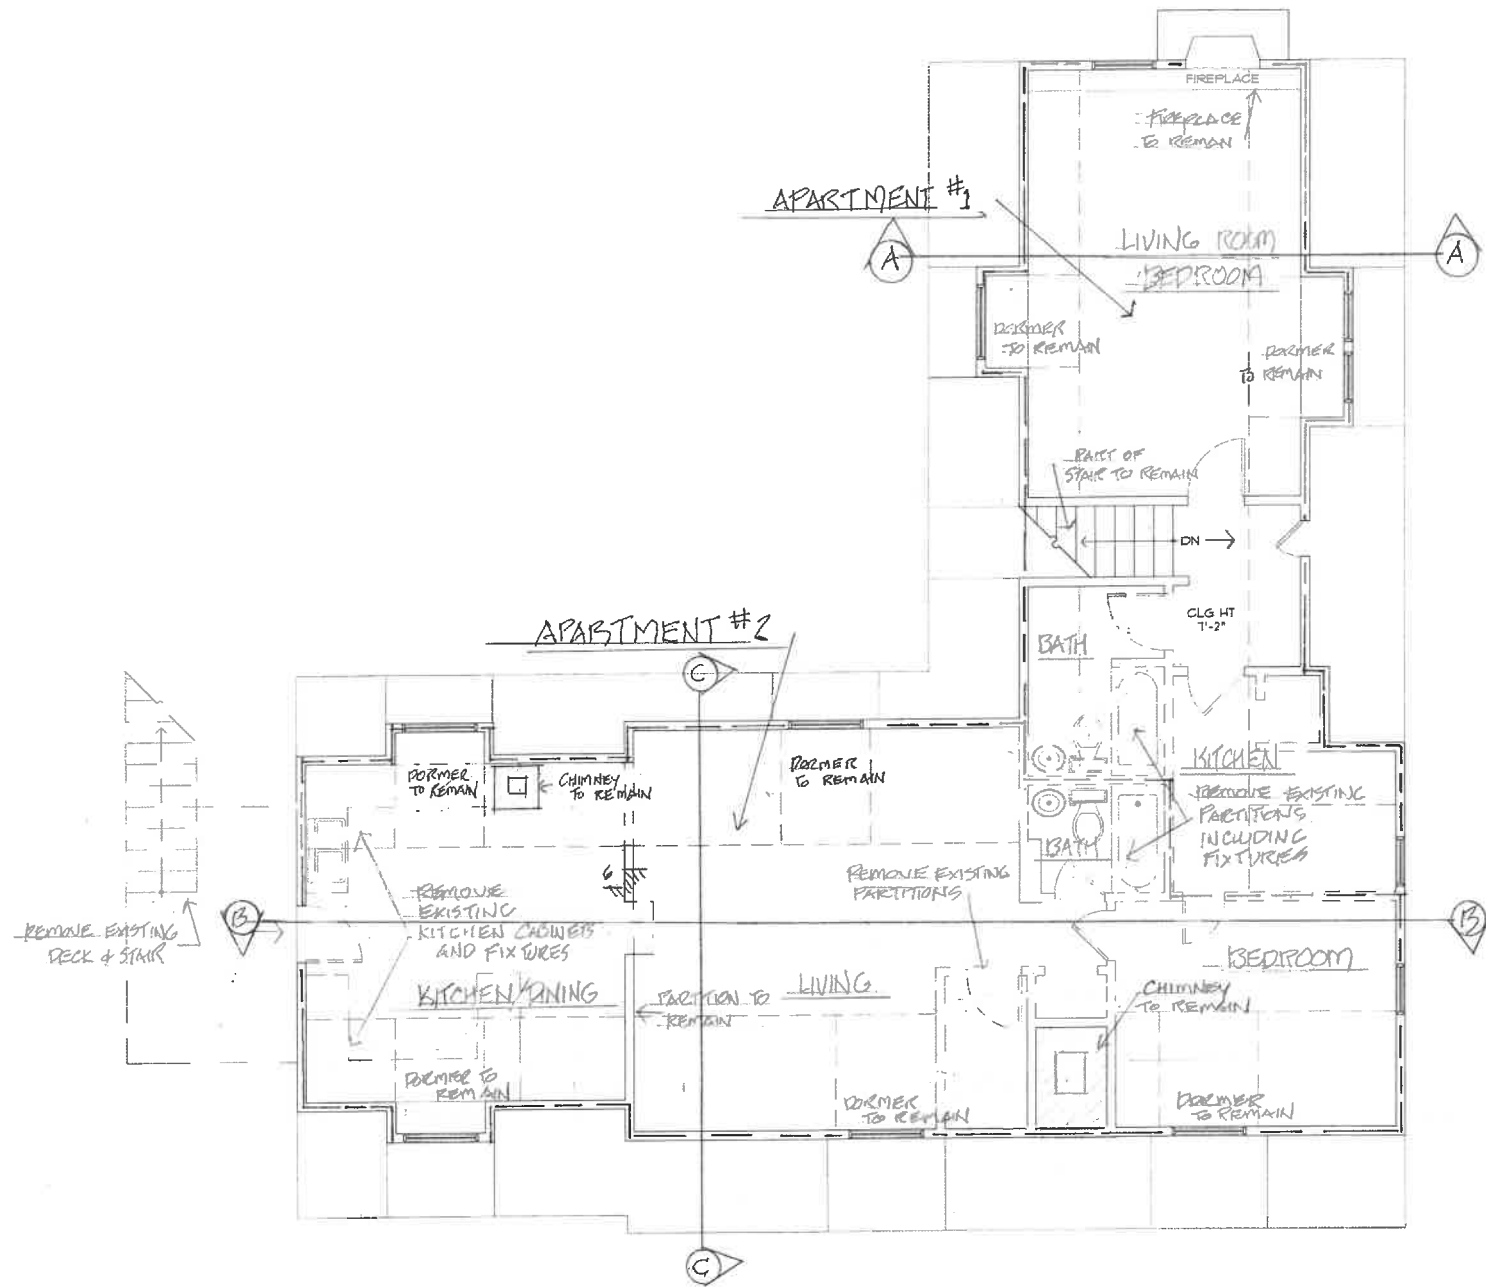 FIREPLACE
FIREPLACE
TO REMAIN
APARTMENT #1
LIVING ROOM
BEDROOM
A
A
DORMER
TO REMAIN
DORMER
TO REMAIN
PART OF
STAIR TO REMAIN
DN
CLG HT
7'-2"
APARTMENT #2
BATH
C
KITCHEN
DORMER
TO REMAIN
CHIMNEY
TO REMAIN
DORMER
TO REMAIN
REMOVE EXISTING
PARTITIONS
INCLUDING
FIXTURES
BATH
REMOVE EXISTING
PARTITIONS
6
REMOVE
EXISTING
KITCHEN CABINETS
AND FIXTURES
B
B
REMOVE EXISTING
DECK & STAIR
BEDROOM
KITCHEN/DINING
PARTITION TO
REMAIN
LIVING
CHIMNEY
TO REMAIN
DORMER TO
REMAIN
DORMER
TO REMAIN
DORMER
TO REMAIN
C